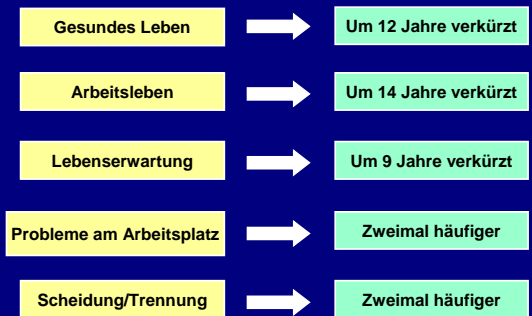 Gesundes Leben
Um 12 Jahre verkürzt
Arbeitsleben
Um 14 Jahre verkürzt
Lebenserwartung
Um 9 Jahre verkürzt
Probleme am Arbeitsplatz
Zweimal häufiger
Scheidung/Trennung
Zweimal häufiger